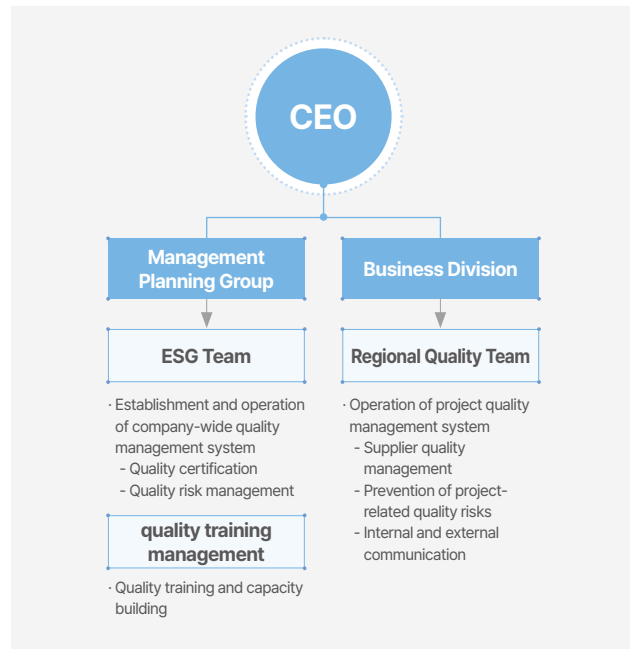 CEO
Management
Planning Group
ESG Team
· Establishment and operation
of company-wide quality
management system
- Quality certification
- Quality risk management
quality training
management
· Quality training and capacity
building
Business Division
Regional Quality Team
· Operation of project quality
management system
- Supplier quality
management
- Prevention of project-
related quality risks
- Internal and external
communication